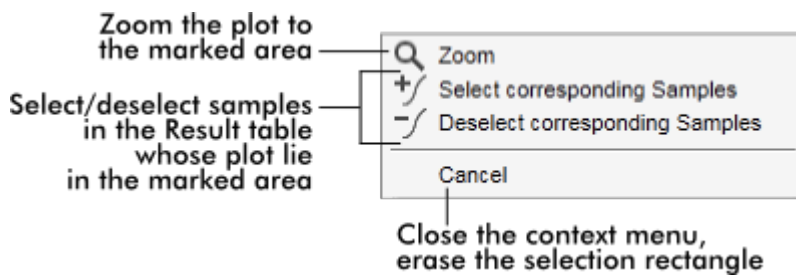 Zoom the plot to
the marked area
Zoom
Select corresponding Samples
Select/deselect samples
in the Result table
whose plot lie
in the marked area
Deselect corresponding Samples
Cancel
Close the context menu,
erase the selection rectangle